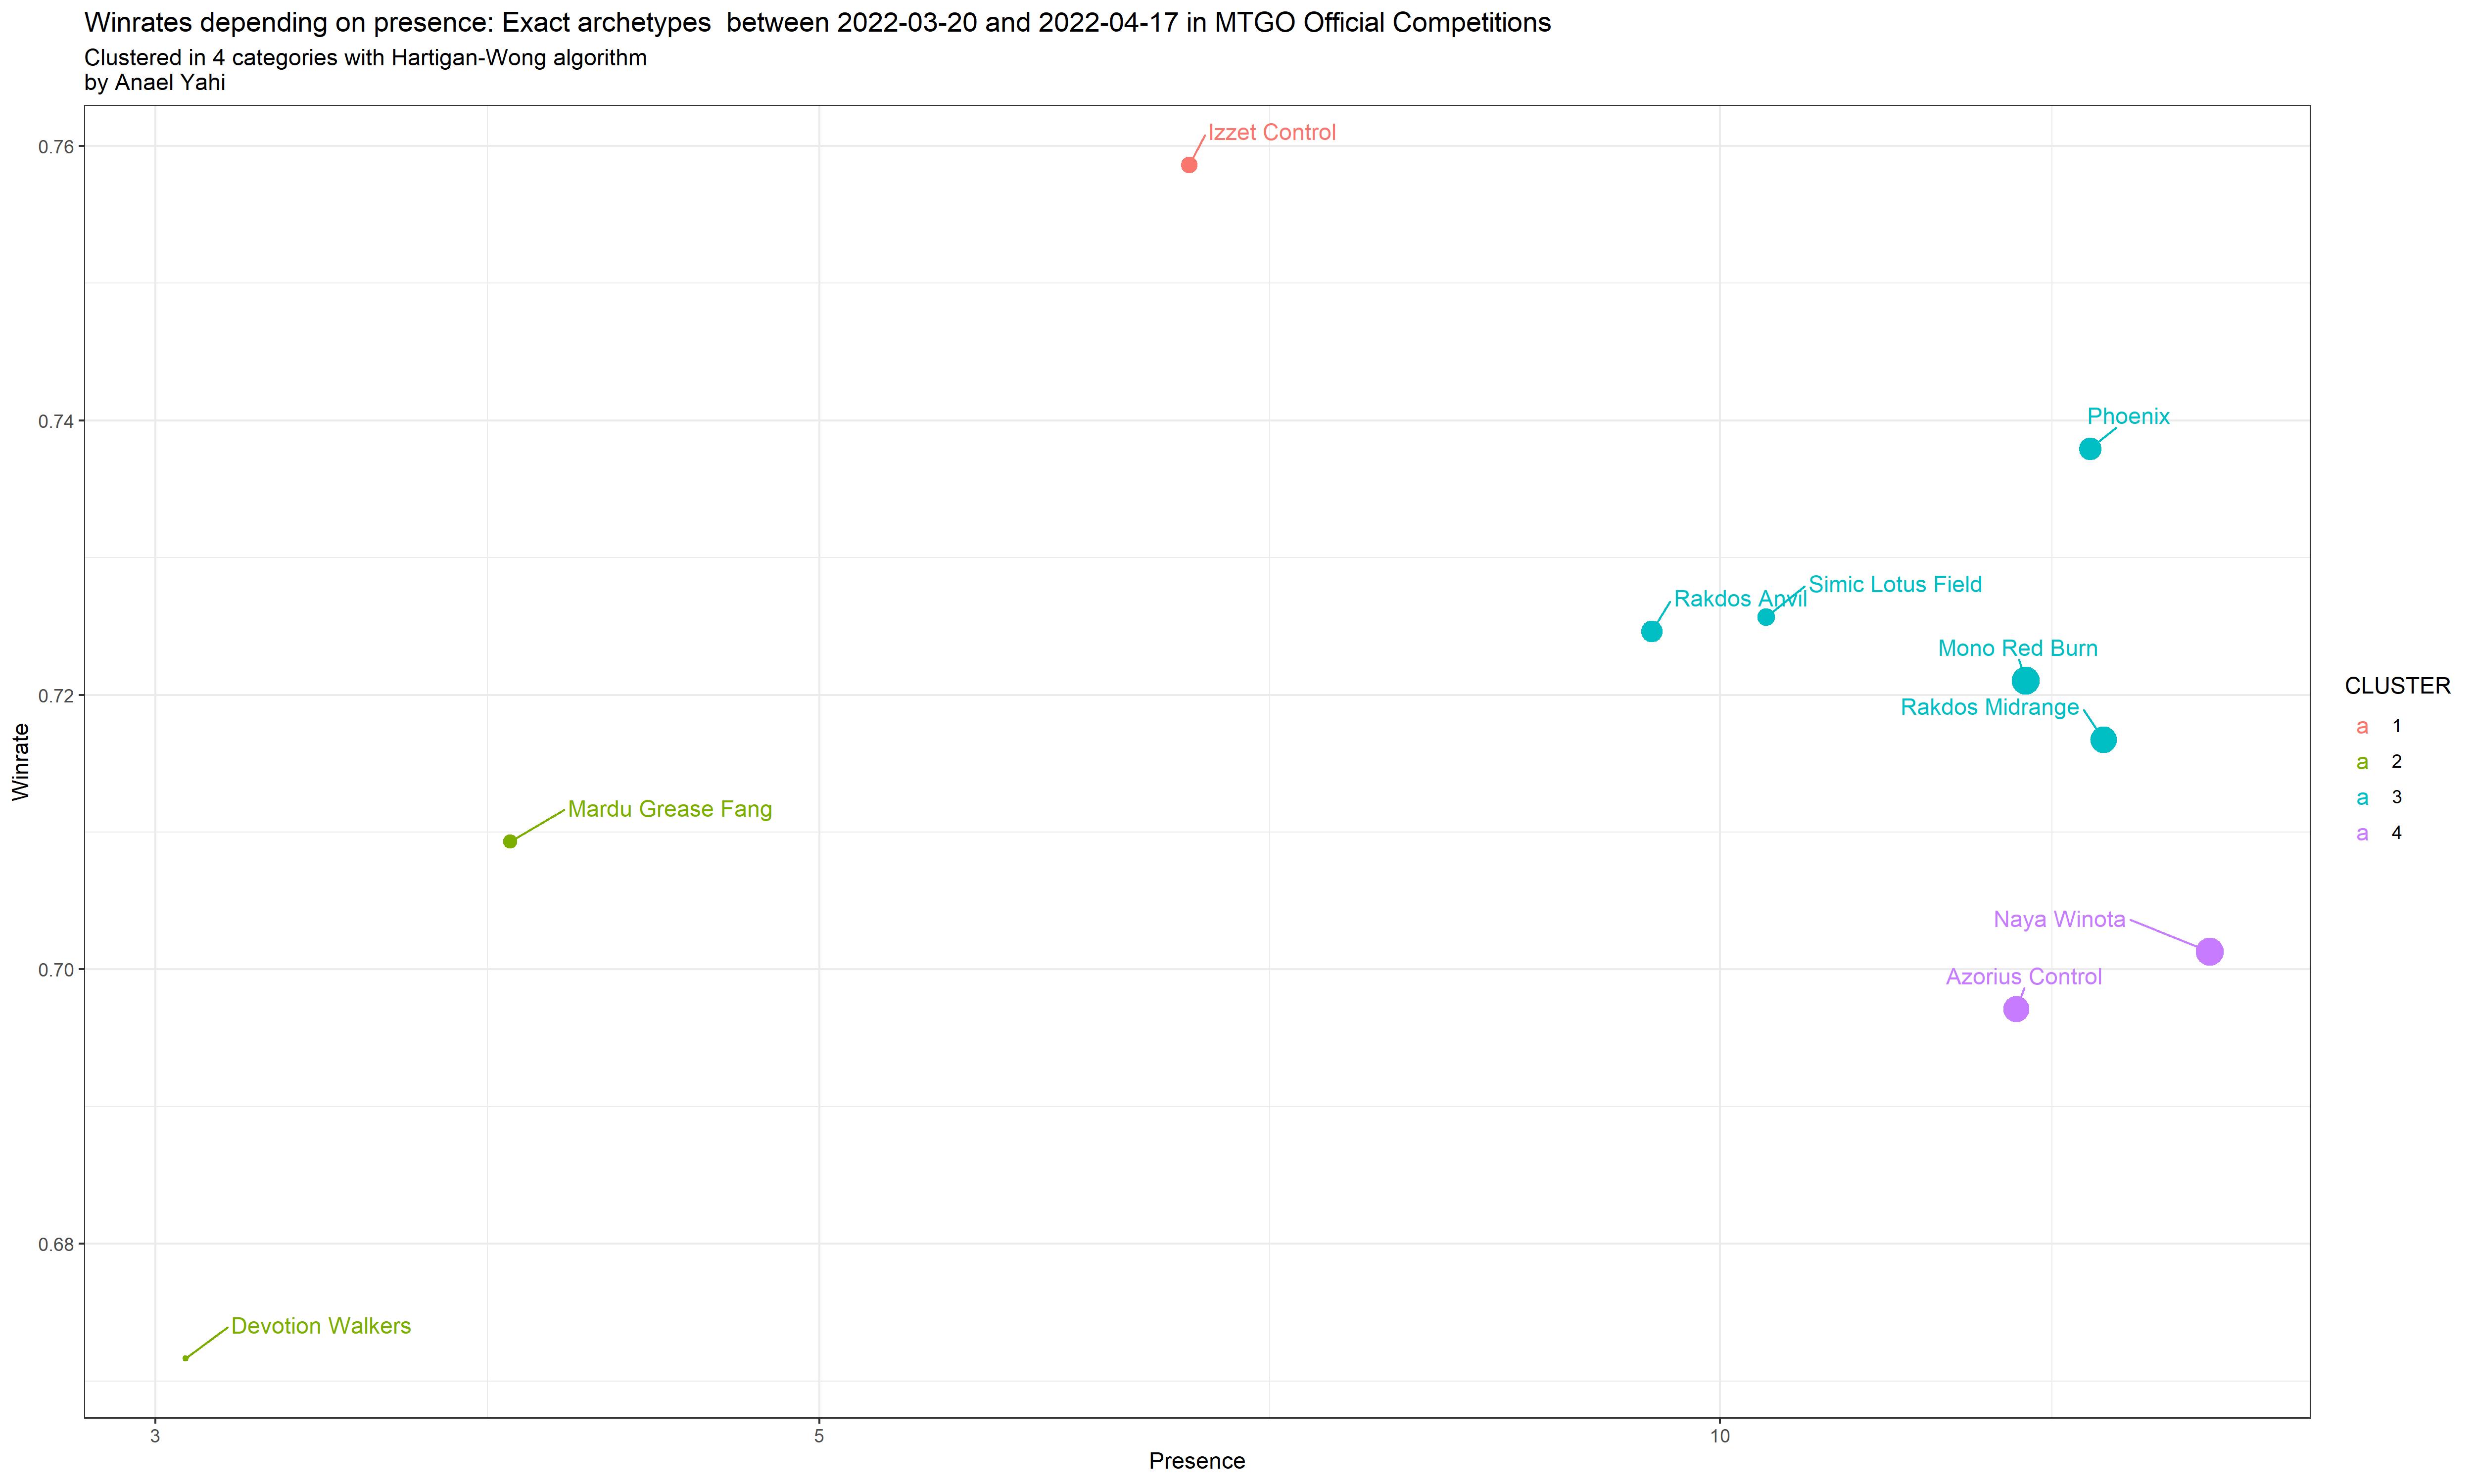 Winrates depending on presence: Exact archetypes  between 2022-03-20 and 2022-04-17 in MTGO Official Competitions
Clustered in 4 categories with Hartigan-Wong algorithm
by Anael Yahi
Izzet Control
0.76
Phoenix
0.74
Simic Lotus Field
Rakdos Anvil
Mono Red Burn
0.72
Rakdos Midrange
Mardu Grease Fang
Naya Winota
0.70
Azorius Control
0.68
Devotion Walkers
Winrate
3
5
10
Presence
CLUSTER
a 1
a 2
a 3
a 4